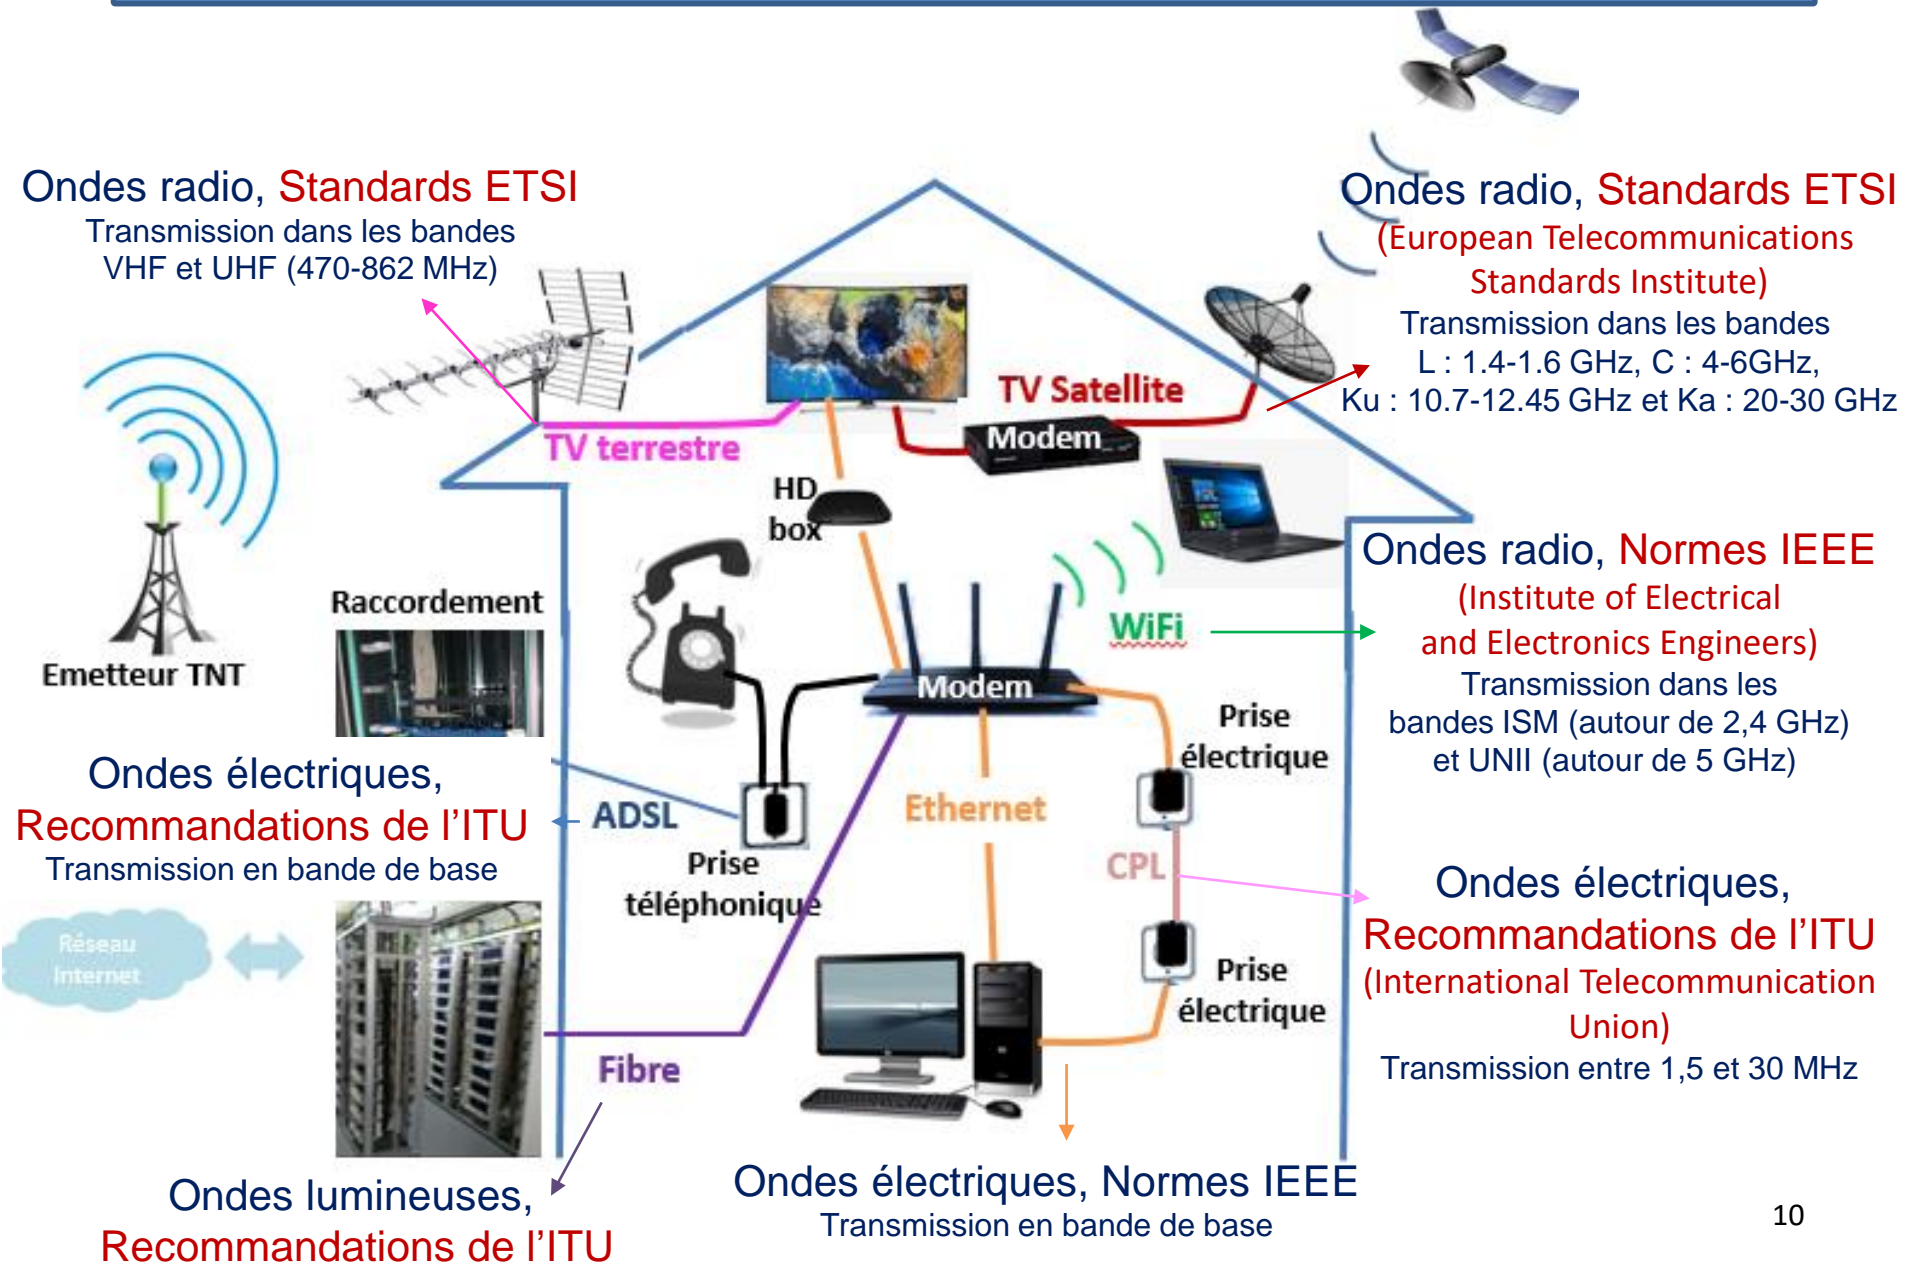 Ondes radio, Standards ETSI
Transmission dans les bandes
VHF et UHF (470-862 MHz)
Ondes radio, Standards ETSI
(European Telecommunications
Standards Institute)
Transmission dans les bandes
L : 1.4-1.6 GHz, C : 4-6GHz,
Ku : 10.7-12.45 GHz et Ka : 20-30 GHz
TV Satellite
Modem
TV terrestre
HD
box
Ondes radio, Normes IEEE
(Institute of Electrical
and Electronics Engineers)
Transmission dans les
bandes ISM (autour de 2,4 GHz)
et UNII (autour de 5 GHz)
WiFi
Raccordement
Emetteur TNT
Modem
Prise
électrique
Ondes électriques,
Recommandations de l’ITU
Transmission en bande de base
ADSL
Ethernet
Prise
téléphonique
CPL
Ondes électriques,
Recommandations de l’ITU
(International Telecommunication
Union)
Transmission entre 1,5 et 30 MHz
Réseau
Internet
Prise
électrique
Fibre
Ondes lumineuses,
Recommandations de l’ITU
Ondes électriques, Normes IEEE
Transmission en bande de base
10